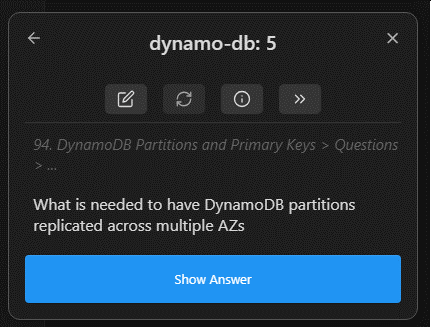 dynamo-db: 5
94. DynamoDB Partitions and Primary Keys > Questions
> ...
What is needed to have DynamoDB partitions
replicated across multiple AZs
Show Answer